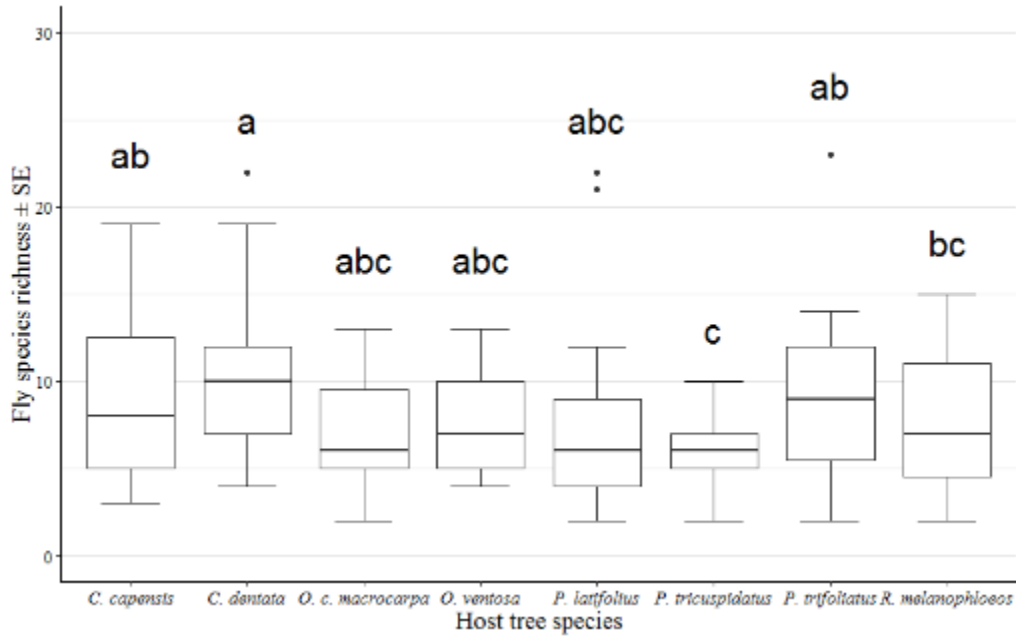 30
ab
a
abc
ab
20
abc
abc
bc
c
10
0
Fly species richness ± SE
C. capensis C. dentata O. c. macrocarpa O. ventosa P. latifolius P. tricuspidatus P. trifoliatus R. melanophloeos
Host tree species